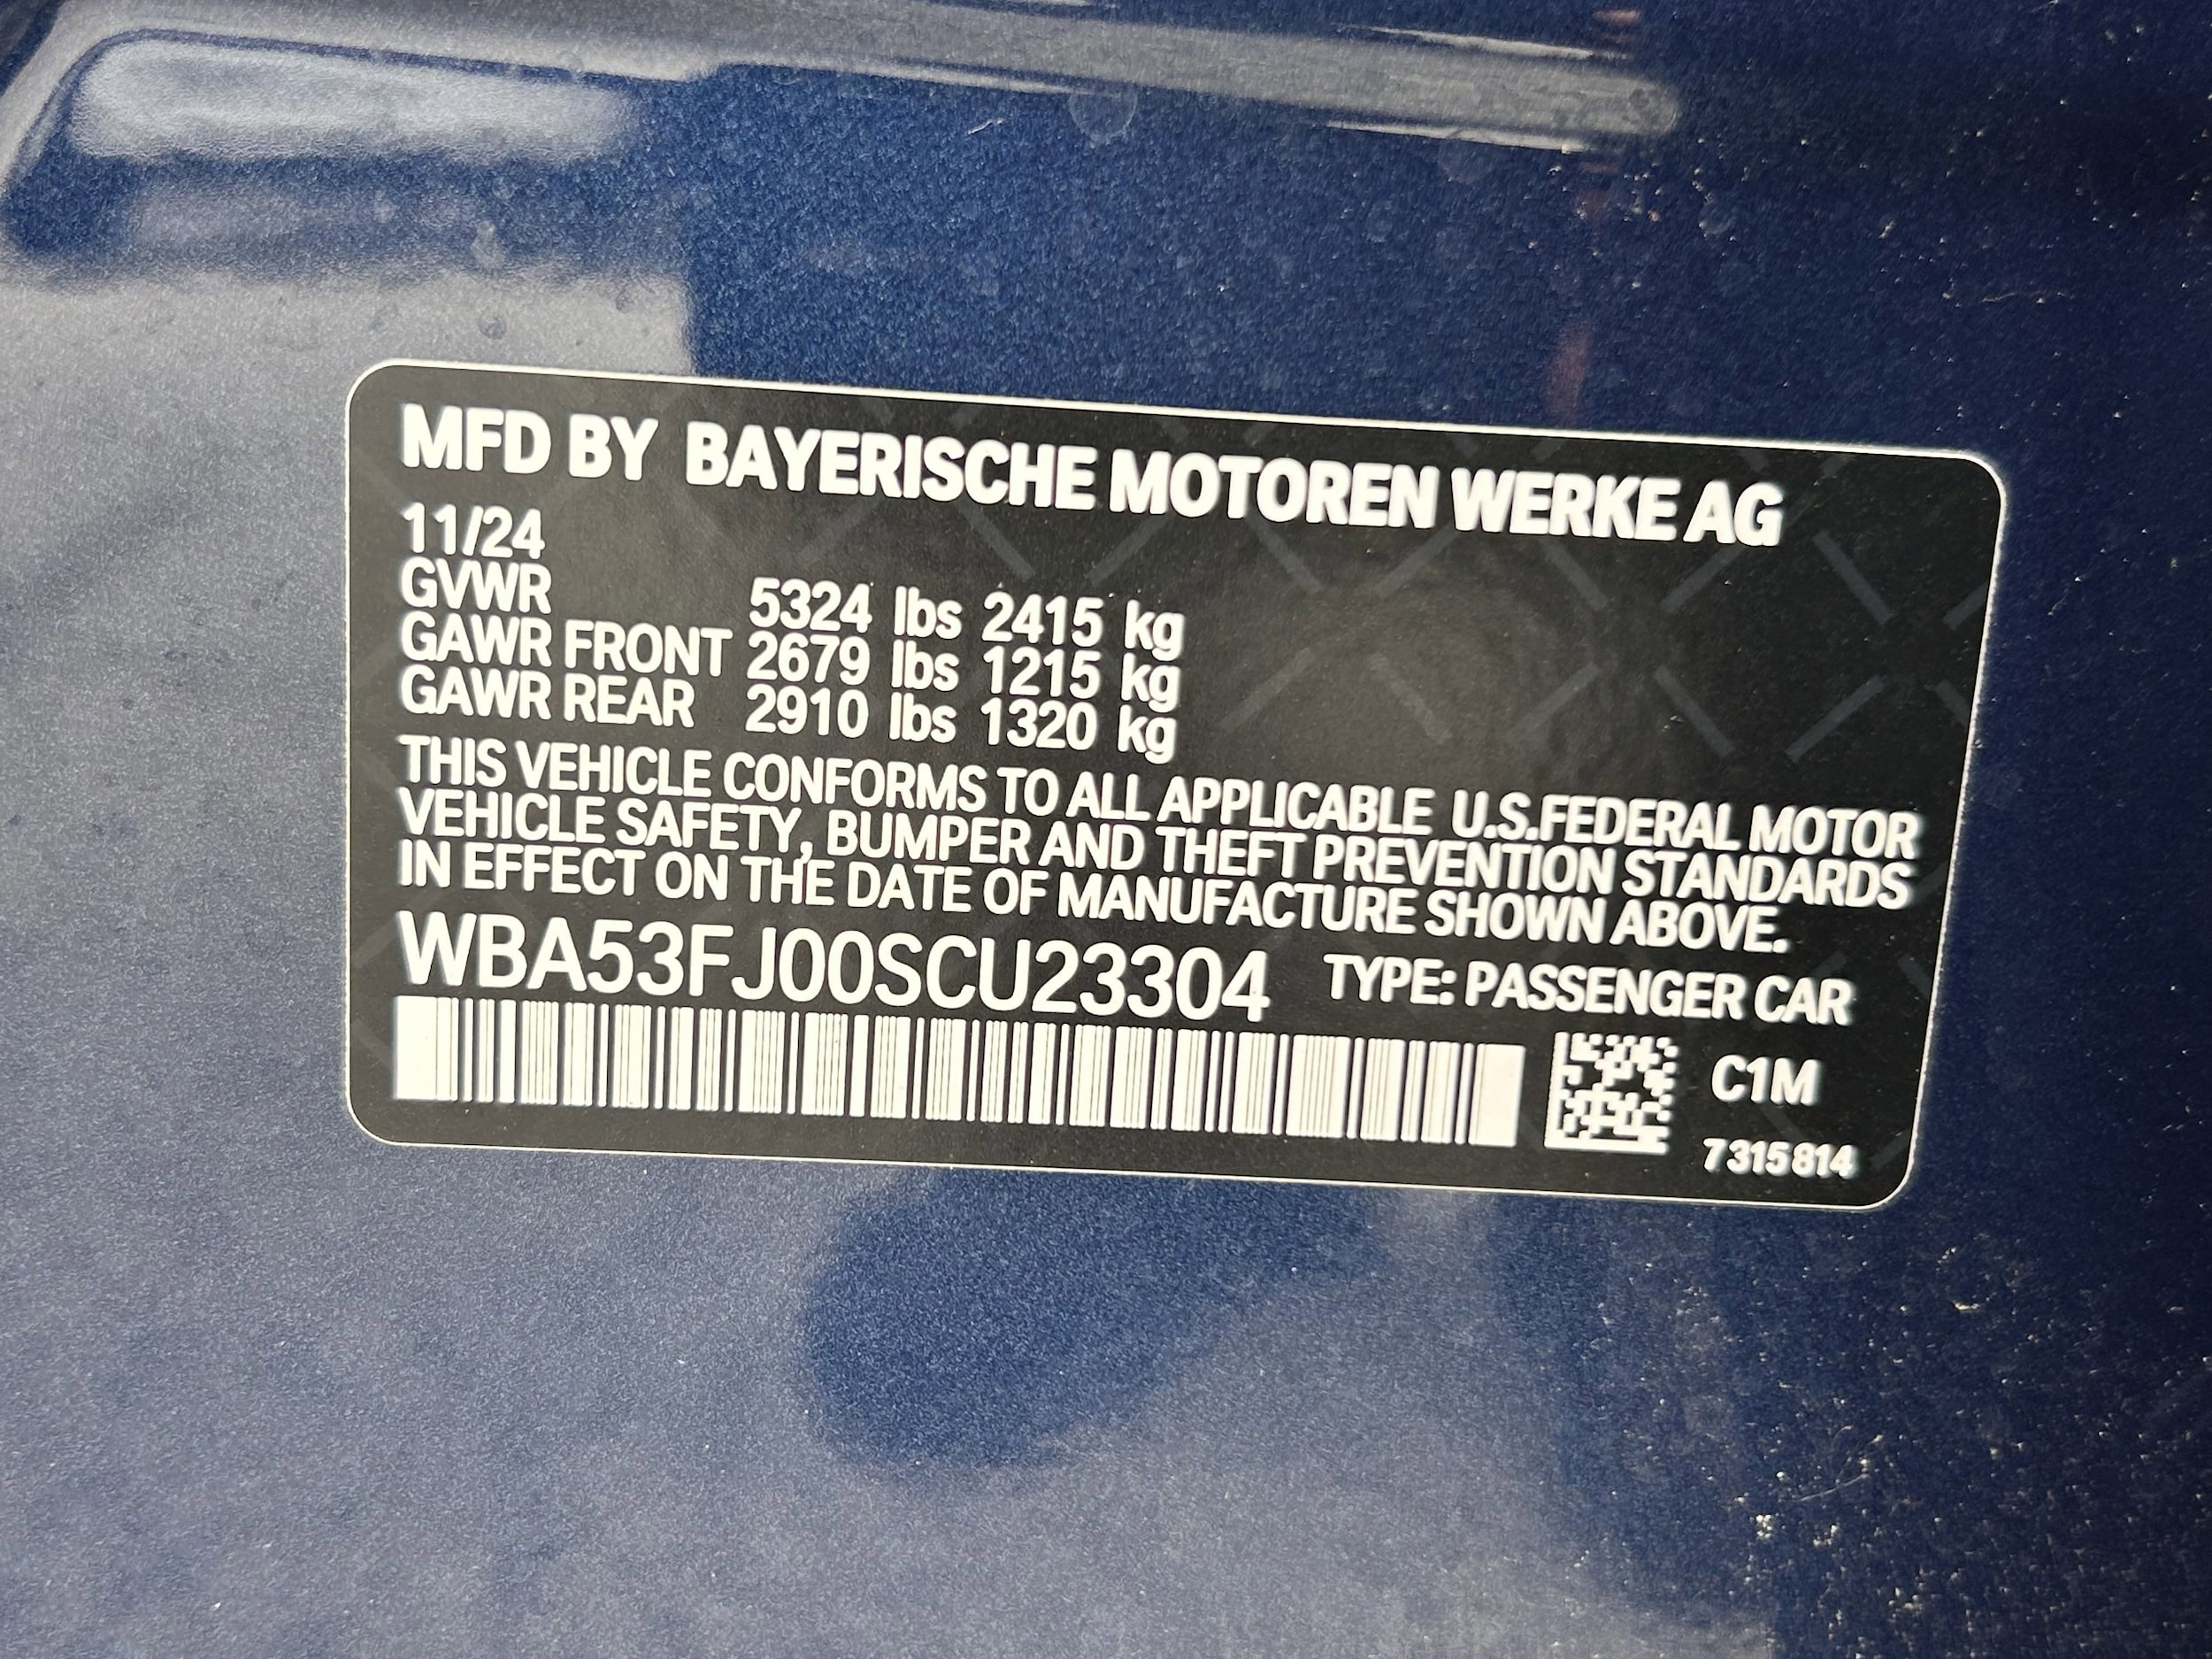 MFD BY BAYERISCHE MOTOREN WERKE AG
11/24
GVWR 5324 lbs 2415 kg
GAWR FRONT 2679 lbs 1215 kg
GAWR REAR 2910 lbs 1320 kg
THIS VEHICLE CONFORMS TO ALL APPLICABLE U.S.FEDERAL MOTOR
VEHICLE SAFETY, BUMPER AND THEFT PREVENTION STANDARDS
IN EFFECT ON THE DATE OF MANUFACTURE SHOWN ABOVE.
WBA53FJ00SCU23304 TYPE: PASSENGER CAR
C1M
7315814